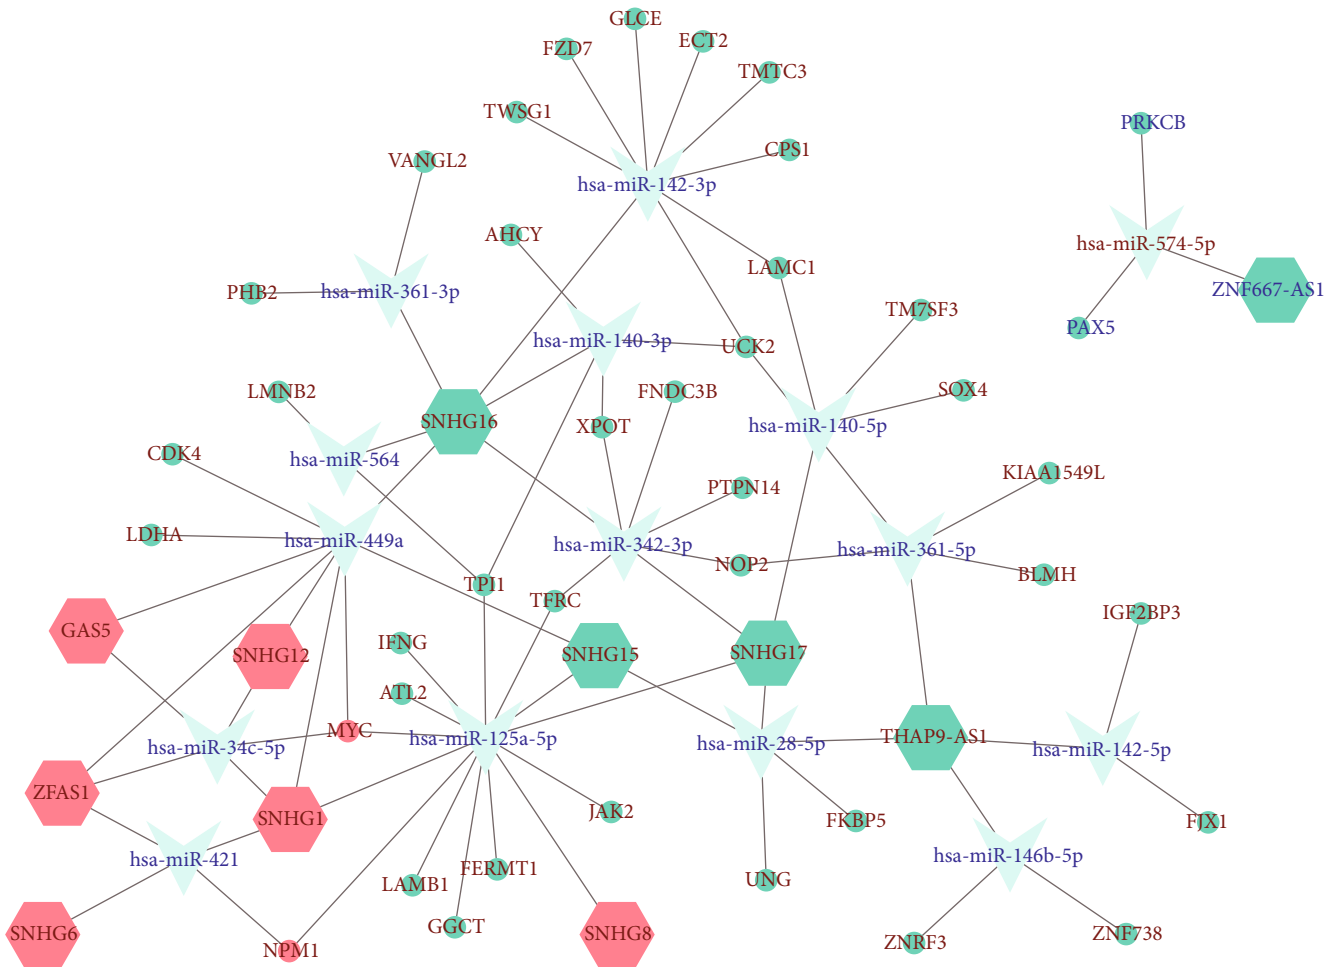 GLCE
ECT2
FZD7
TMTC3
TWSG1
PRKCB
CPS1
VANGL2
hsa-miR-142-3p
AHCY
hsa-miR-574-5p
LAMC1
ZNF667-AS1
PHB2
hsa-miR-361-3p
TM7SF3
PAX5
hsa-miR-140-3p
UCK2
LMNB2
FNDC3B
SOX4
SNHG16
XPOT
hsa-miR-140-5p
CDK4
hsa-miR-564
KIAA1549L
PTPN14
LDHA
hsa-miR-449a
hsa-miR-342-3p
hsa-miR-361-5p
NOP2
BLMH
TPI1
TFRC
IGF2BP3
GAS5
SNHG12
IFNG
SNHG15
SNHG17
ATL2
MYC
hsa-miR-34c-5p
hsa-miR-125a-5p
hsa-miR-28-5p
THAP9-AS1
hsa-miR-142-5p
ZFAS1
SNHG1
JAK2
FKBP5
FJX1
hsa-miR-421
hsa-miR-146b-5p
FERMT1
LAMB1
UNG
GGCT
SNHG6
SNHG8
ZNF738
ZNRF3
NPM1